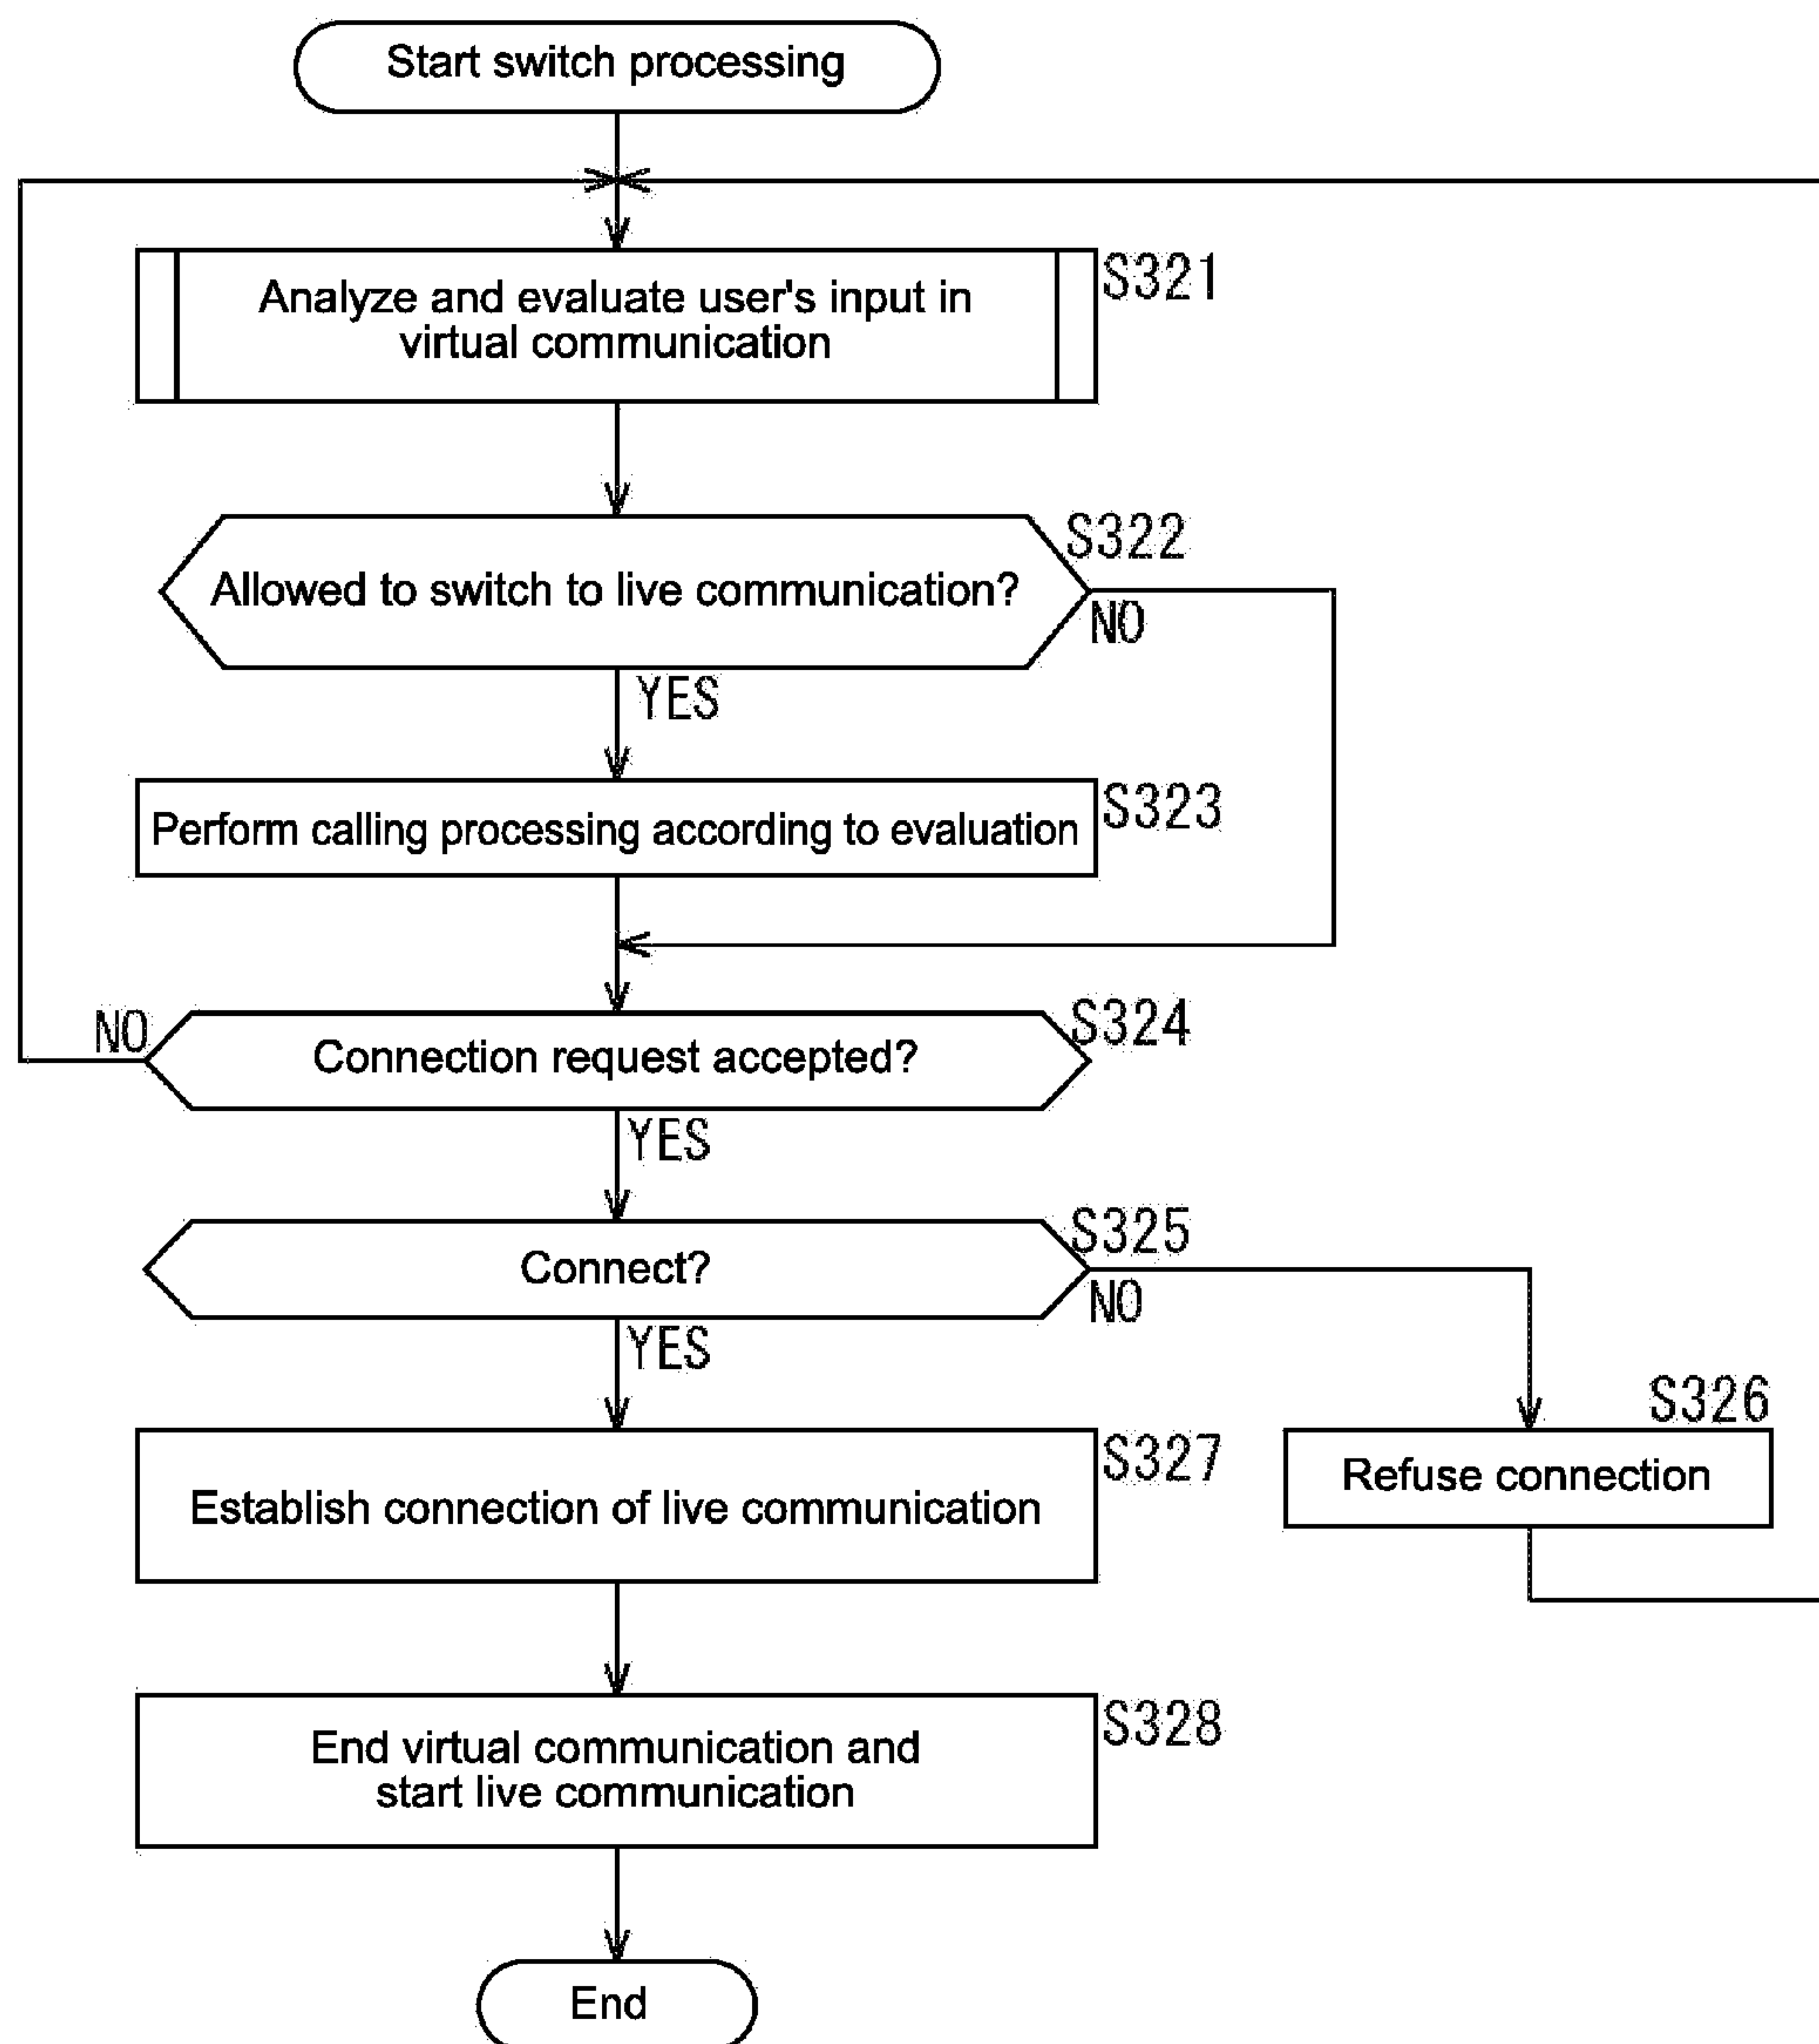 Start switch processing
S321
Analyze and evaluate user's input in
virtual communication
S322
Allowed to switch to live communication?
NO
YES
S323
Perform calling processing according to evaluation
S324
NO
Connection request accepted?
YES
S325
Connect?
NO
YES
S326
Refuse connection
S327
Establish connection of live communication
S328
End virtual communication and
start live communication
End